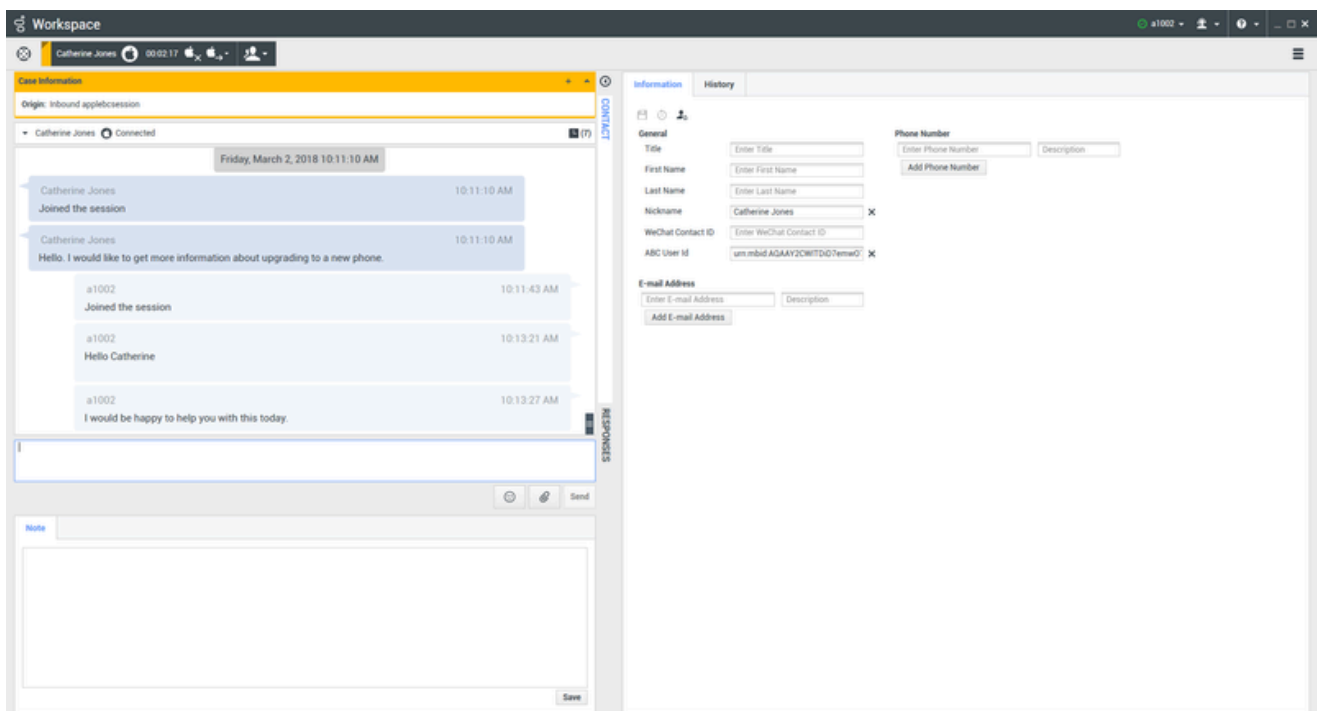 Workspace
a1002
Catherine Jones 00:02:17
Case Information
Origin: Inbound applebcsession
Catherine Jones Connected (7)
Friday, March 2, 2018 10:11:10 AM
Catherine Jones 10:11:10 AM
Joined the session
Catherine Jones 10:11:10 AM
Hello. I would like to get more information about upgrading to a new phone.
a1002 10:11:43 AM
Joined the session
a1002 10:13:21 AM
Hello Catherine
a1002 10:13:27 AM
I would be happy to help you with this today.
Send
Note
Save
CONTACT
RESPONSES
Information History
General
Title Enter Title
First Name Enter First Name
Last Name Enter Last Name
Nickname Catherine Jones
WeChat Contact ID Enter WeChat Contact ID
ABC User Id
E-mail Address
Enter E-mail Address Description
Add E-mail Address
Phone Number
Enter Phone Number Description
Add Phone Number